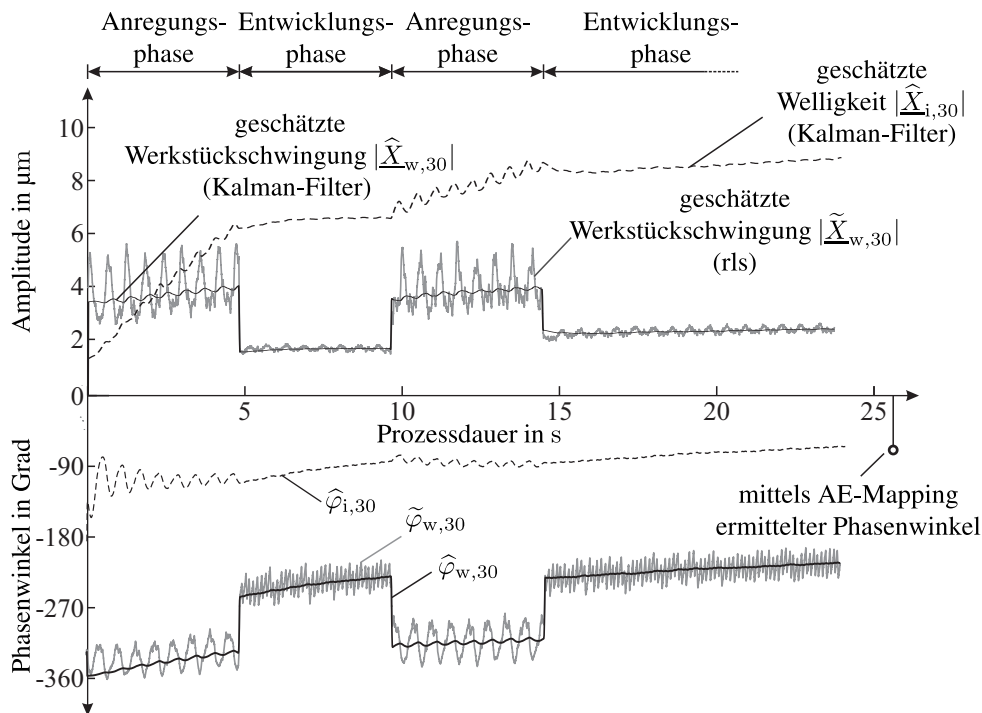 Anregungs-
phase
Entwicklungs-
phase
Anregungs-
phase
Entwicklungs-
phase
geschätzte
Welligkeit |X̂i,30|
(Kalman-Filter)
geschätzte
Werkstückschwingung |X̂w,30|
(Kalman-Filter)
geschätzte
Werkstückschwingung |X̃w,30|
(rls)
Amplitude in µm
10
8
6
4
2
0
5
10
15
20
25
Prozessdauer in s
Phasenwinkel in Grad
-90
-180
-270
-360
φ̂i,30
φ̃w,30
φ̂w,30
mittels AE-Mapping
ermittelter Phasenwinkel